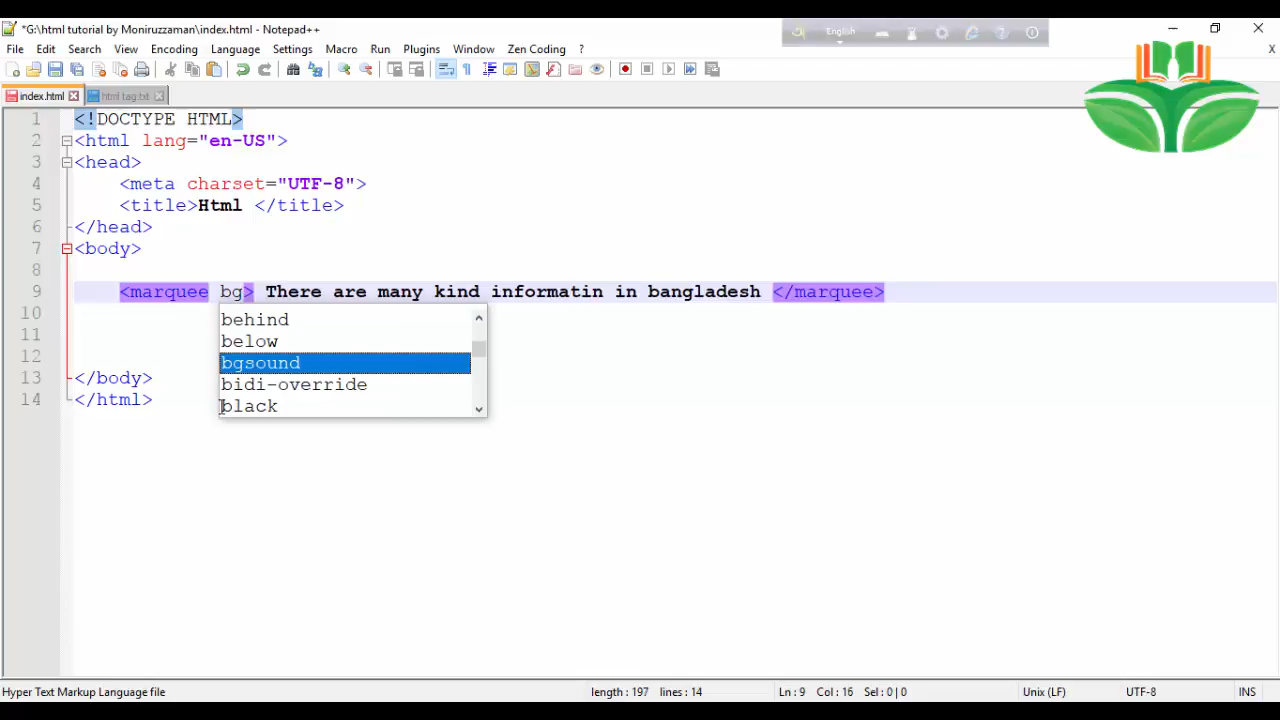 *G:\html tutorial by Moniruzzaman\index.html - Notepad++
English
File Edit Search View Encoding Language Settings Macro Run Plugins Window Zen Coding ? X
index.html html tag.txt
1 <!DOCTYPE HTML>
2 <html lang="en-US">
3 <head>
4 <meta charset="UTF-8">
5 <title>Html </title>
6 </head>
7 <body>
8
9 <marquee bg> There are many kind informatin in bangladesh </marquee>
10
11
12
13 </body>
14 </html>
behind
below
bgsound
bidi-override
black
Hyper Text Markup Language file length : 197 lines : 14 Ln : 9 Col : 16 Sel : 0 | 0 Unix (LF) UTF-8 INS